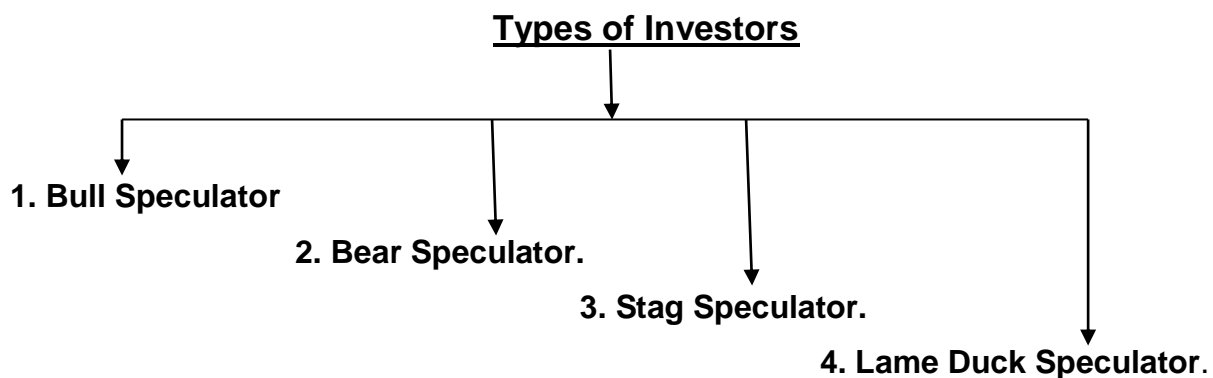 Types of Investors
1. Bull Speculator
2. Bear Speculator.
3. Stag Speculator.
4. Lame Duck Speculator.